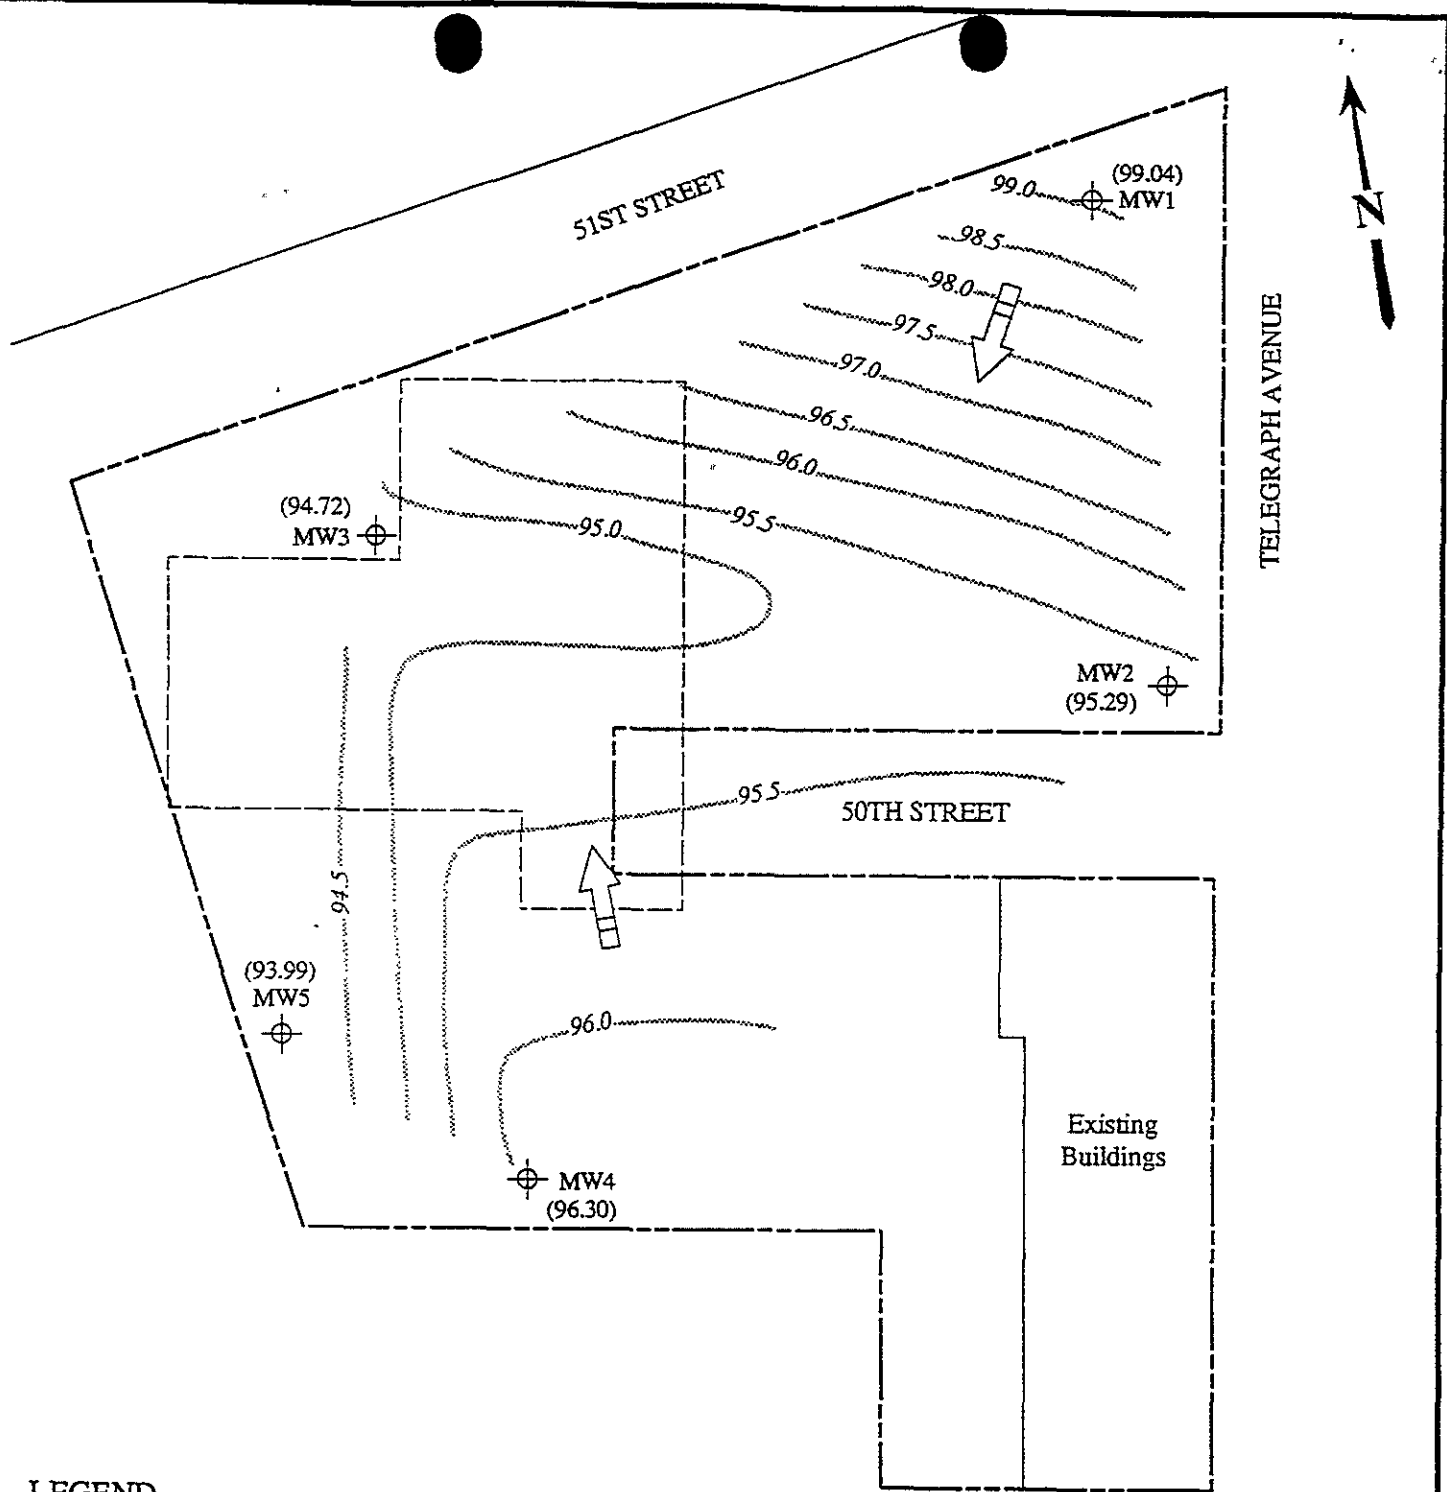 51ST STREET
N
(99.04)
MW1
99.0
98.5
98.0
97.5
97.0
96.5
96.0
95.5
95.0
TELEGRAPH AVENUE
(94.72)
MW3
MW2
(95.29)
95.5
50TH STREET
94.5
(93.99)
MW5
96.0
MW4
(96.30)
Existing
Buildings
LEGEND